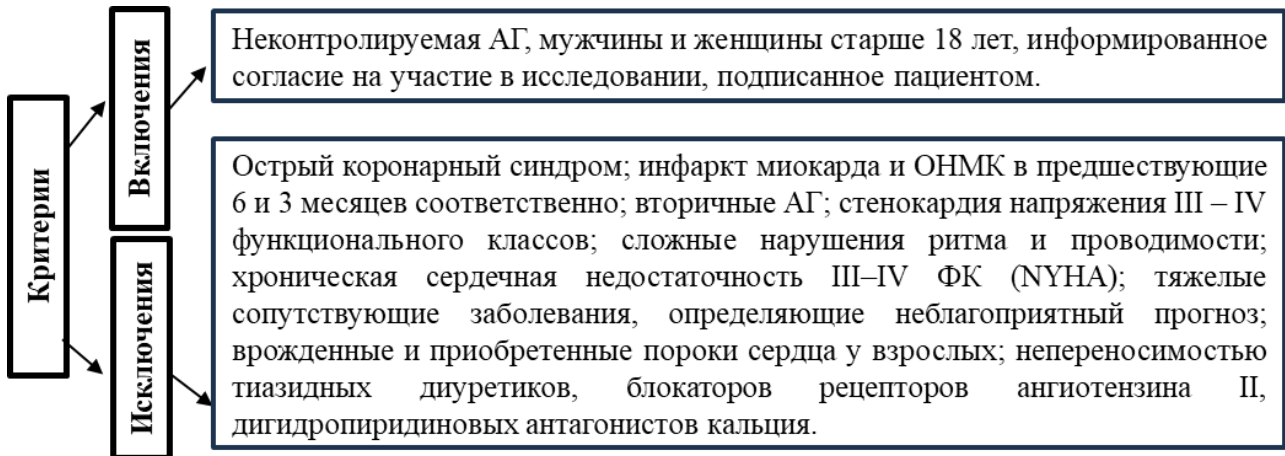 Критерии
Включения
Неконтролируемая АГ, мужчины и женщины старше 18 лет, информированное
согласие на участие в исследовании, подписанное пациентом.
Исключения
Острый коронарный синдром; инфаркт миокарда и ОНМК в предшествующие
6 и 3 месяцев соответственно; вторичные АГ; стенокардия напряжения III – IV
функционального классов; сложные нарушения ритма и проводимости;
хроническая сердечная недостаточность III–IV ФК (NYHA); тяжелые
сопутствующие заболевания, определяющие неблагоприятный прогноз;
врожденные и приобретенные пороки сердца у взрослых; непереносимостью
тиазидных диуретиков, блокаторов рецепторов ангиотензина II,
дигидропиридиновых антагонистов кальция.